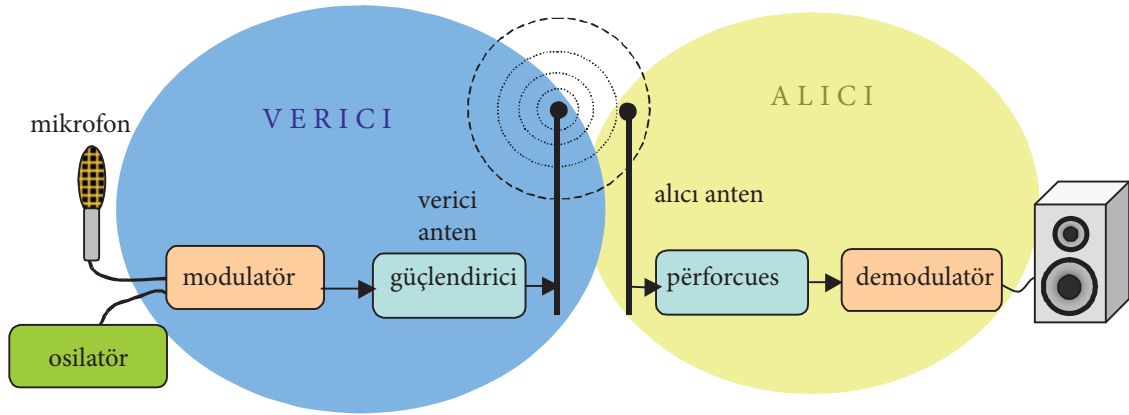 VERICI
ALICI
mikrofon
verici
anten
alıcı anten
modulatör
güçlendirici
përforcues
demodulatör
osilatör